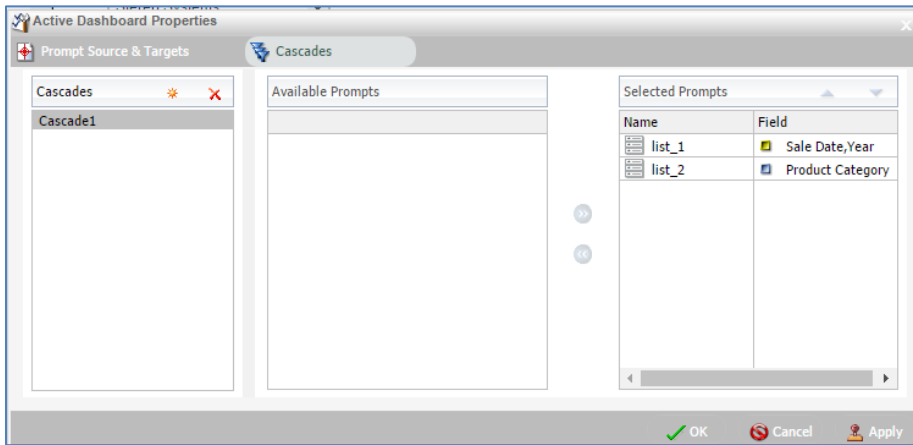 Active Dashboard Properties
Prompt Source & Targets
Cascades
Cascades
Available Prompts
Selected Prompts
Cascade1
Name Field
list_1 Sale Date,Year
list_2 Product Category
OK Cancel Apply